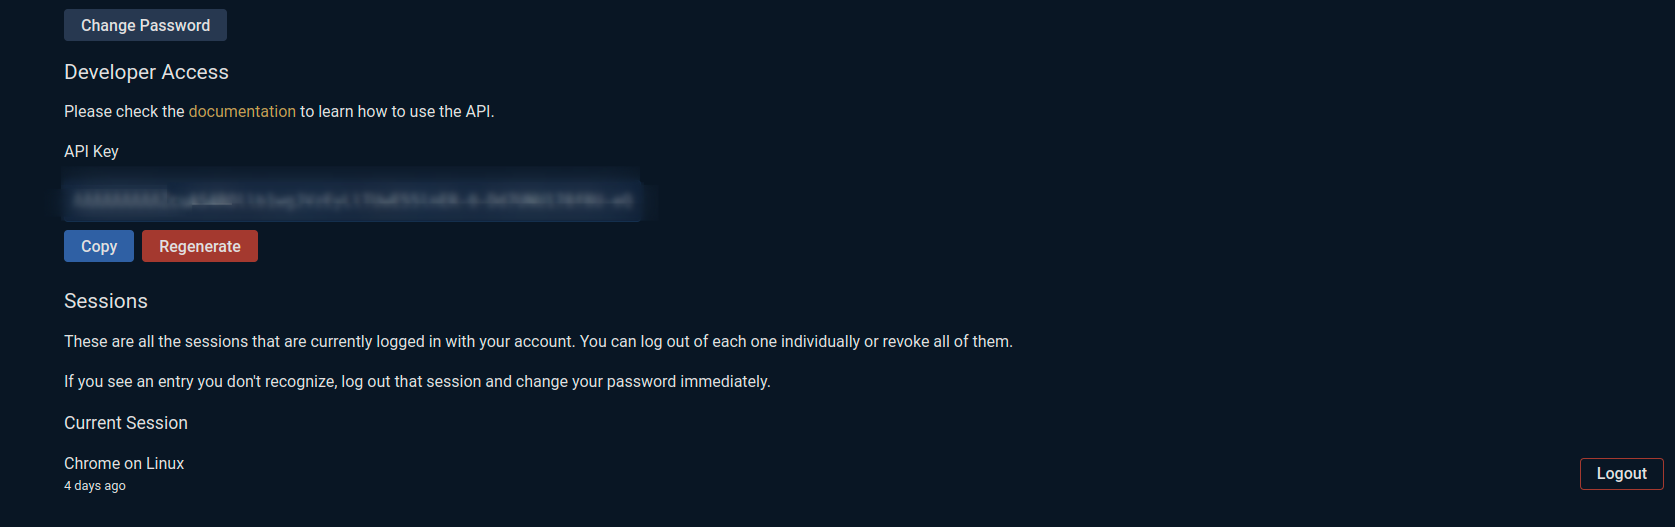 Change Password
Developer Access
Please check the documentation to learn how to use the API.
API Key
Copy Regenerate
Sessions
These are all the sessions that are currently logged in with your account. You can log out of each one individually or revoke all of them.
If you see an entry you don't recognize, log out that session and change your password immediately.
Current Session
Chrome on Linux
4 days ago
Logout